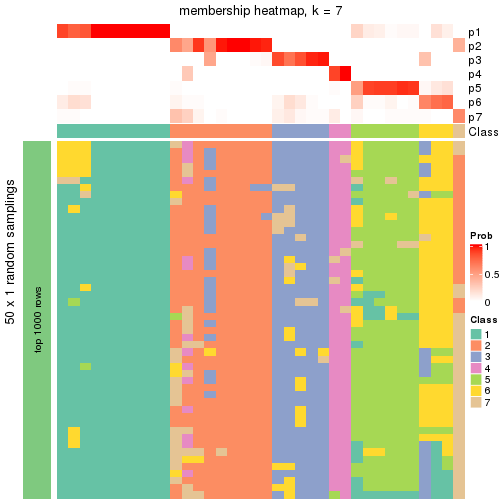 membership heatmap, k = 7
p1
p2
p3
p4
p5
p6
p7
Class
50 x 1 random samplings
top 1000 rows
Prob
1
0.5
0
Class
1
2
3
4
5
6
7